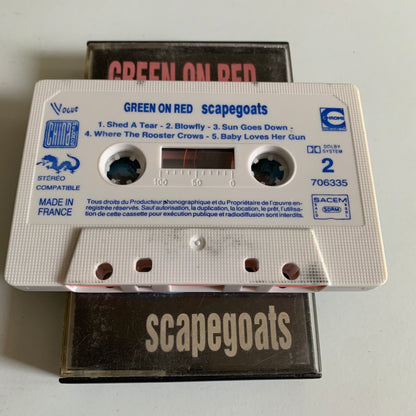 GREEN ON RED
Vogue
GREEN ON RED scapegoats
CHINA
1. Shed A Tear - 2. Blowfly - 3. Sun Goes Down -
4. Where The Rooster Crows - 5. Baby Loves Her Gun
CHROME
DOLBY
SYSTEM
STÉRÉO
COMPATIBLE
100 50 0
2
706335
MADE IN
FRANCE
Tous droits du Producteur phonographique et du Propriétaire de l'œuvre en-
registrée réservés. Sauf autorisation, la duplication, la location, le prêt, l'utilisa-
tion de cette cassette pour exécution publique et radiodiffusion sont interdits.
SACEM
SDRM
scapegoats